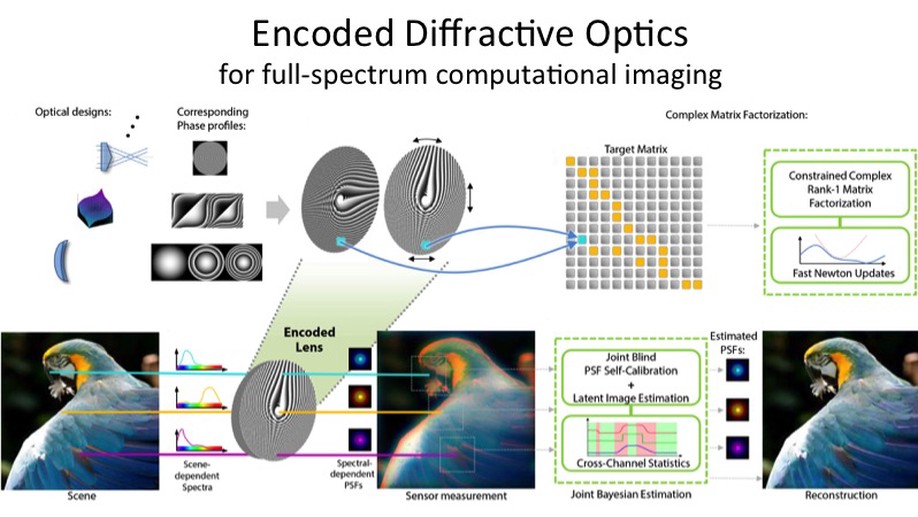 Encoded Diffractive Optics
for full-spectrum computational imaging
Optical designs:
Corresponding
Phase profiles:
Complex Matrix Factorization:
Target Matrix
Constrained Complex
Rank-1 Matrix
Factorization
Fast Newton Updates
Encoded
Lens
Estimated
PSFs:
Joint Blind
PSF Self-Calibration
+
Latent Image Estimation
Cross-Channel Statistics
Scene-
dependent
Spectra
Spectral-
dependent
PSFs
Scene
Sensor measurement
Joint Bayesian Estimation
Reconstruction